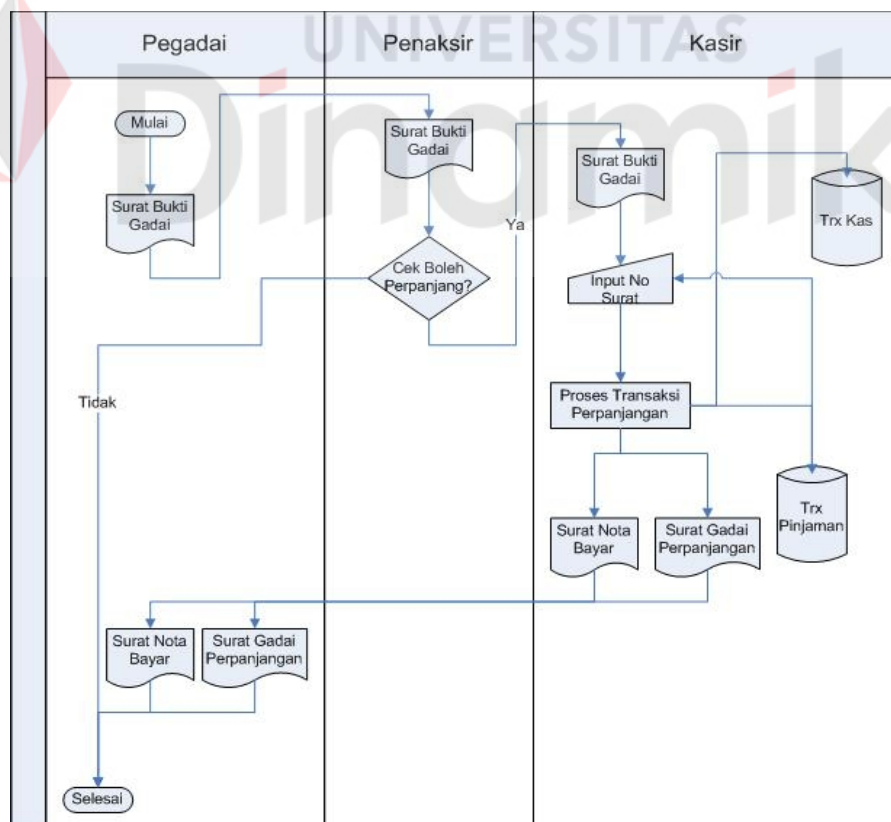 UNIVERSITAS
Dinamika
Pegadai
Penaksir
Kasir
Mulai
Surat Bukti
Gadai
Surat Bukti
Gadai
Surat Bukti
Gadai
Trx Kas
Ya
Cek Boleh
Perpanjang?
Input No
Surat
Tidak
Proses Transaksi
Perpanjangan
Trx
Pinjaman
Surat Nota
Bayar
Surat Gadai
Perpanjangan
Surat Nota
Bayar
Surat Gadai
Perpanjangan
Selesai